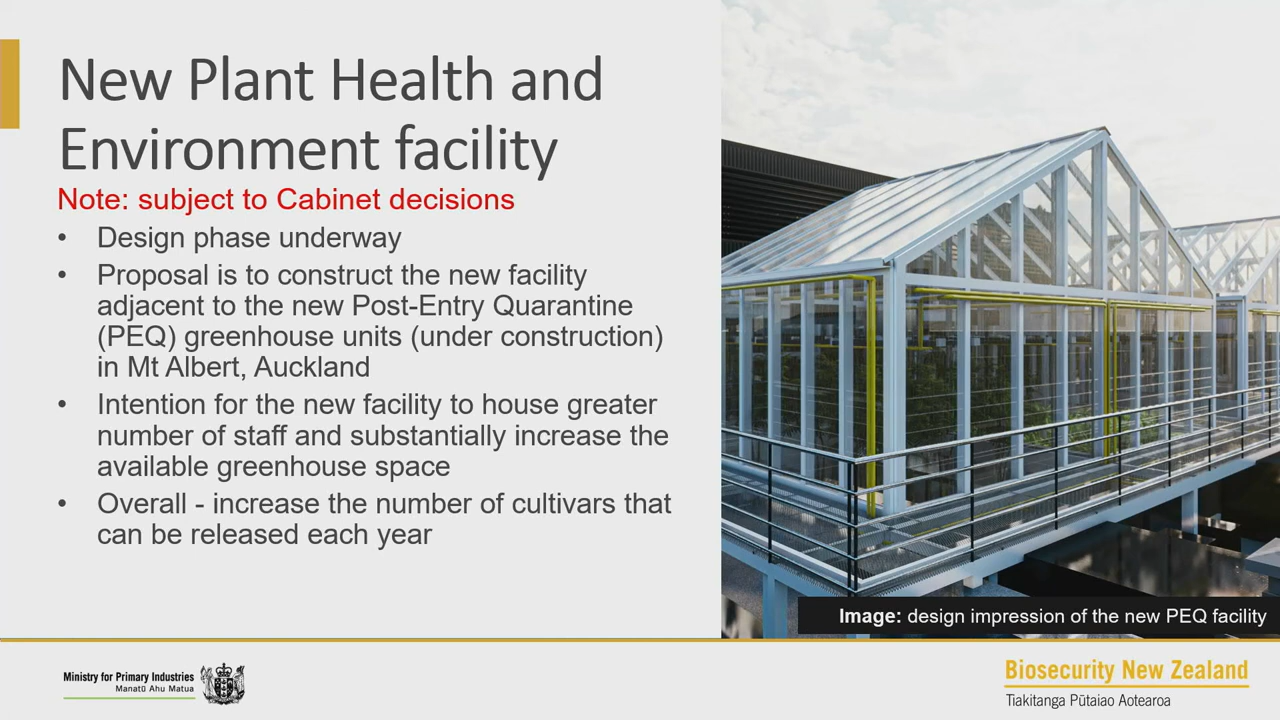 New Plant Health and
Environment facility
Note: subject to Cabinet decisions
• Design phase underway
• Proposal is to construct the new facility
adjacent to the new Post-Entry Quarantine
(PEQ) greenhouse units (under construction)
in Mt Albert, Auckland
• Intention for the new facility to house greater
number of staff and substantially increase the
available greenhouse space
• Overall - increase the number of cultivars that
can be released each year
Image: design impression of the new PEQ facility
Ministry for Primary Industries
Manatū Ahu Matua
Biosecurity New Zealand
Tiakitanga Pūtaiao Aotearoa